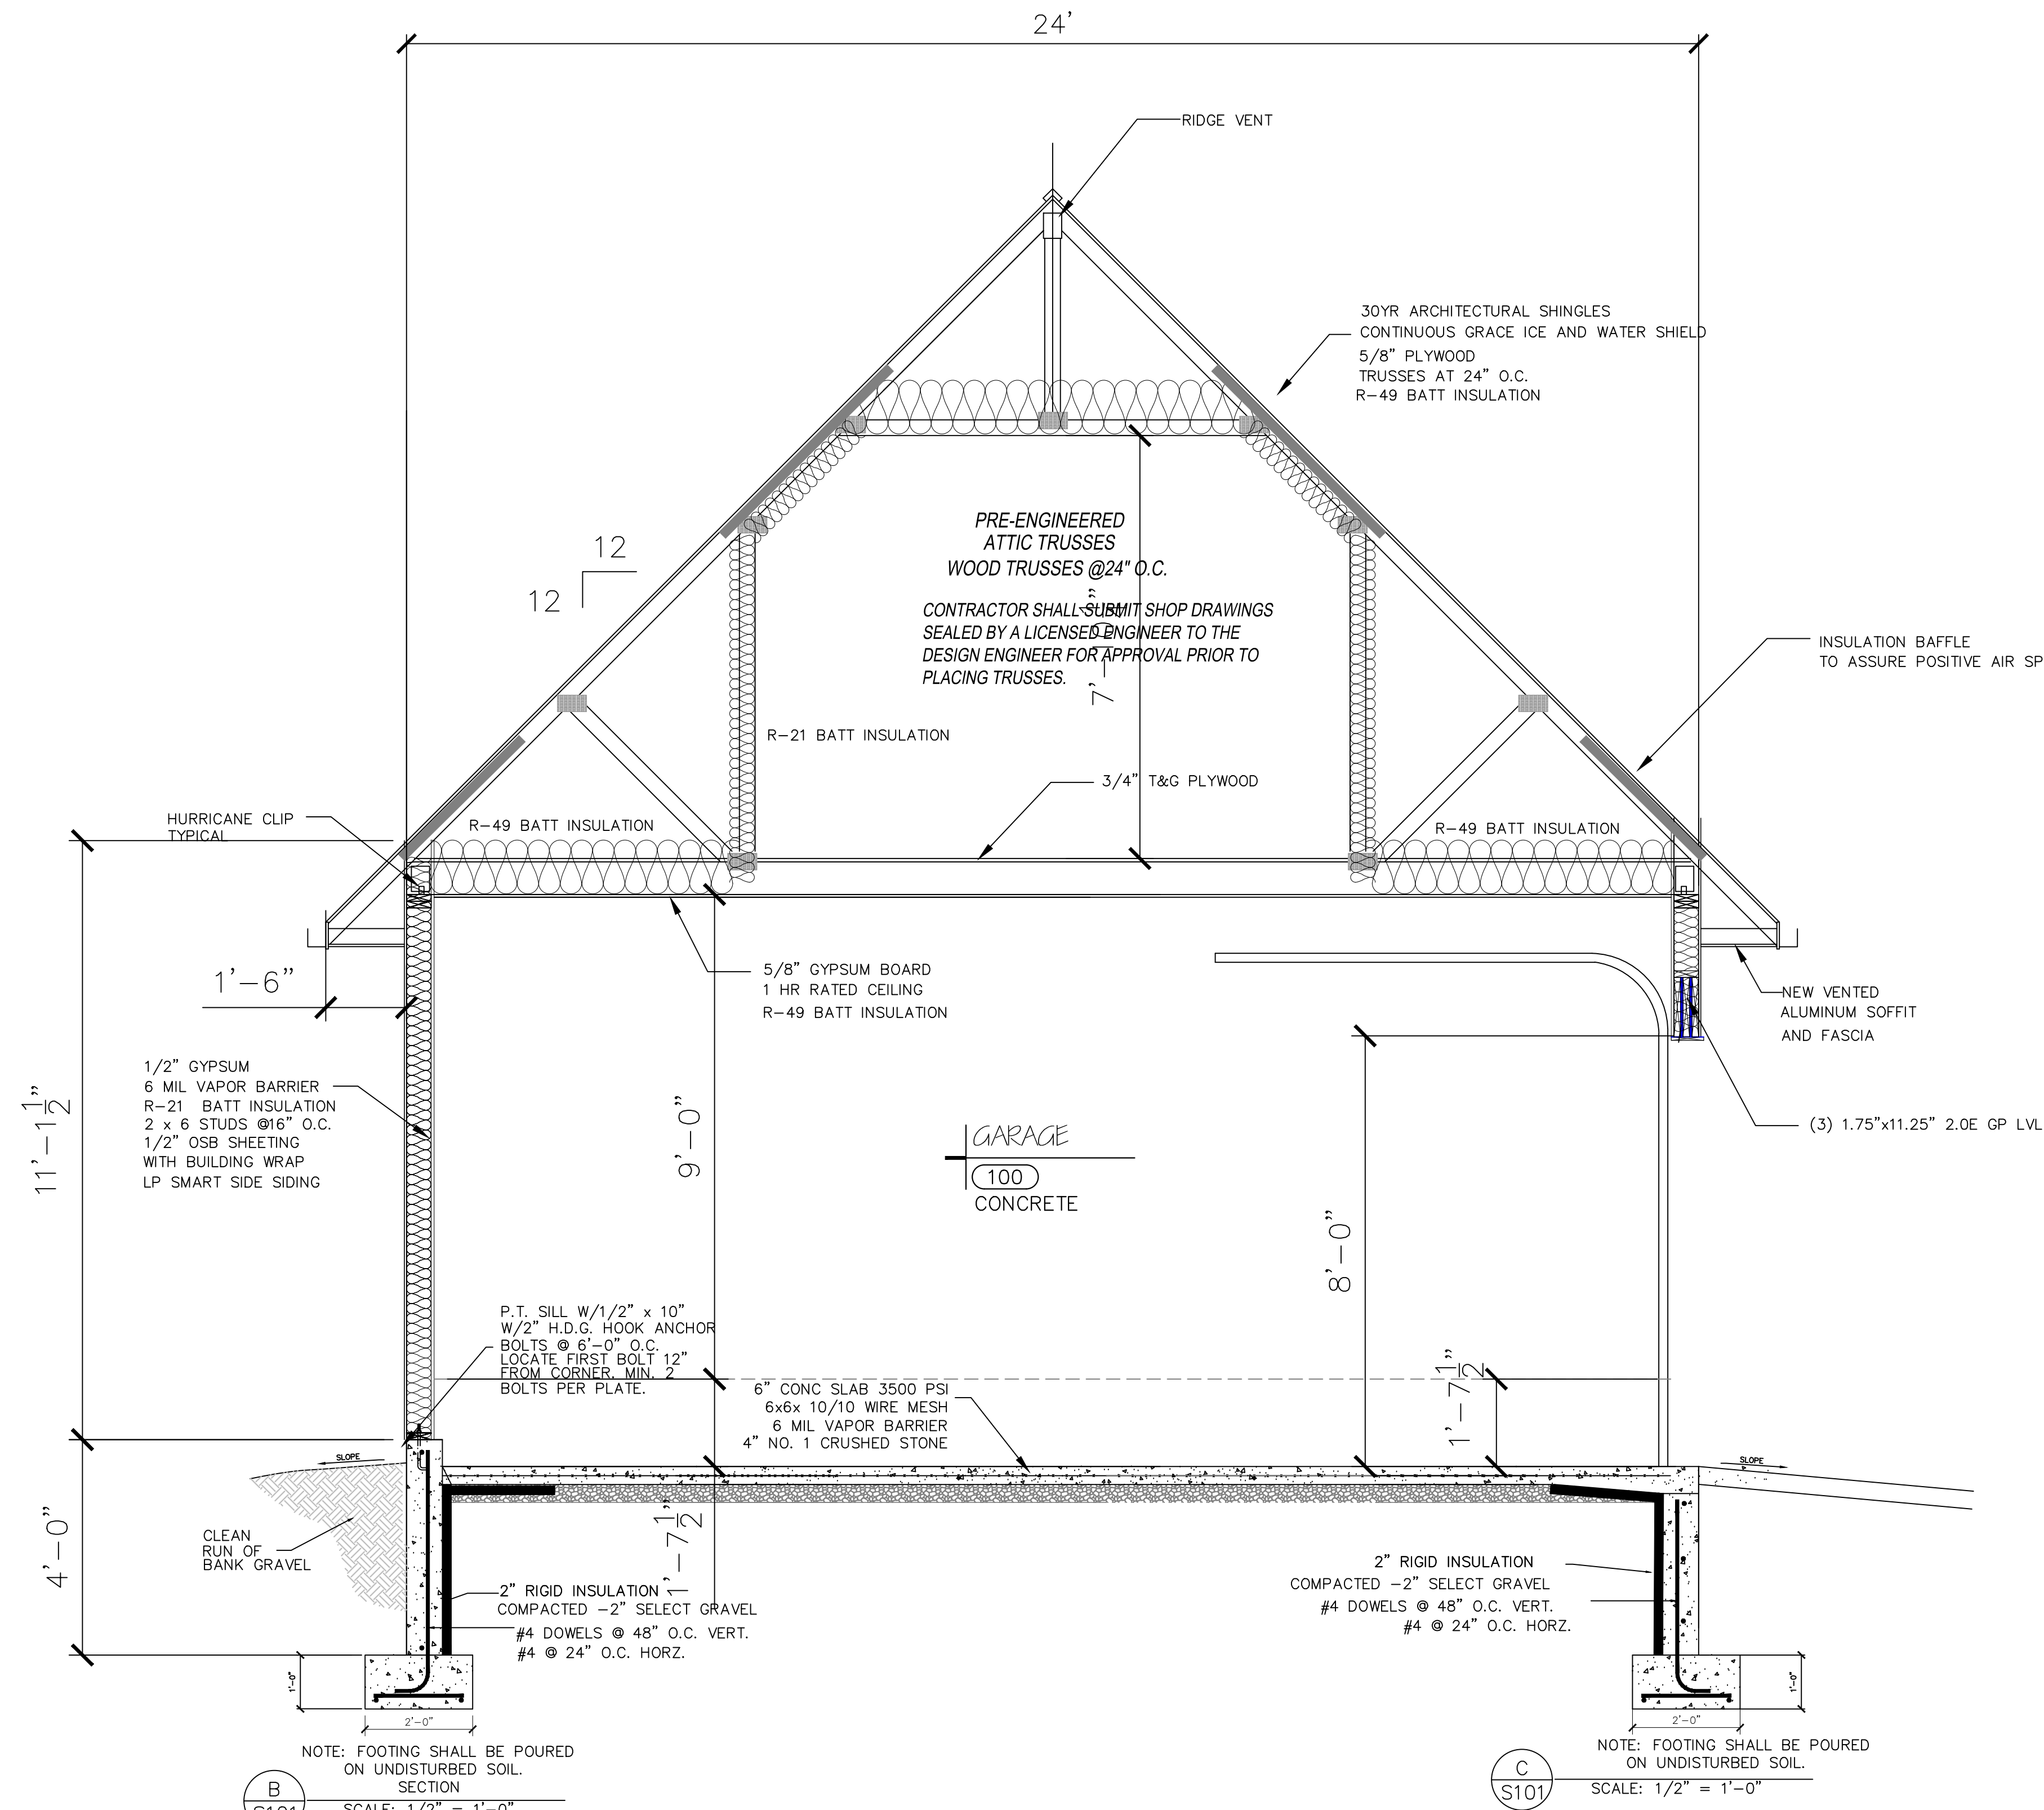 24'
RIDGE VENT
30YR ARCHITECTURAL SHINGLES
CONTINUOUS GRACE ICE AND WATER SHIELD
5/8" PLYWOOD
TRUSSES AT 24" O.C.
R-49 BATT INSULATION
PRE-ENGINEERED
ATTIC TRUSSES
WOOD TRUSSES @24" O.C.
CONTRACTOR SHALL SUBMIT SHOP DRAWINGS
SEALED BY A LICENSED ENGINEER TO THE
DESIGN ENGINEER FOR APPROVAL PRIOR TO
PLACING TRUSSES.
12
12
INSULATION BAFFLE
TO ASSURE POSITIVE AIR SP
R-21 BATT INSULATION
3/4" T&G PLYWOOD
HURRICANE CLIP
TYPICAL
R-49 BATT INSULATION
R-49 BATT INSULATION
1'-6"
5/8" GYPSUM BOARD
1 HR RATED CEILING
R-49 BATT INSULATION
NEW VENTED
ALUMINUM SOFFIT
AND FASCIA
1/2" GYPSUM
6 MIL VAPOR BARRIER
R-21 BATT INSULATION
2 x 6 STUDS @16" O.C.
1/2" OSB SHEETING
WITH BUILDING WRAP
LP SMART SIDE SIDING
11'-1 1/2"
9'-0"
GARAGE
100
CONCRETE
8'-0"
(3) 1.75"x11.25" 2.0E GP LVL
P.T. SILL W/1/2" x 10"
W/2" H.D.G. HOOK ANCHOR
BOLTS @ 6'-0" O.C.
LOCATE FIRST BOLT 12"
FROM CORNER. MIN. 2
BOLTS PER PLATE.
6" CONC SLAB 3500 PSI
6x6x 10/10 WIRE MESH
6 MIL VAPOR BARRIER
4" NO. 1 CRUSHED STONE
1'-7 1/2"
SLOPE
SLOPE
4'-0"
CLEAN
RUN OF
BANK GRAVEL
1'-7 1/2"
2" RIGID INSULATION
COMPACTED -2" SELECT GRAVEL
#4 DOWELS @ 48" O.C. VERT.
#4 @ 24" O.C. HORZ.
2" RIGID INSULATION
COMPACTED -2" SELECT GRAVEL
#4 DOWELS @ 48" O.C. VERT.
#4 @ 24" O.C. HORZ.
1'-0"
2'-0"
1'-0"
2'-0"
NOTE: FOOTING SHALL BE POURED
ON UNDISTURBED SOIL.
SECTION
B
S101
SCALE: 1/2" = 1'-0"
NOTE: FOOTING SHALL BE POURED
ON UNDISTURBED SOIL.
C
S101
SCALE: 1/2" = 1'-0"